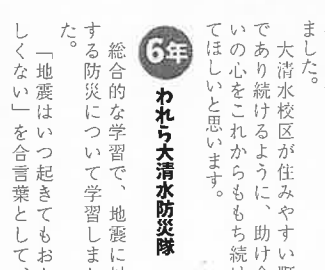 ました。
大清水校区が住みやすい
であり続けるように、助け
いの心をこれからももち続け
てほしいと思います。
6年
われら大清水防災隊
総合的な学習で、地震に
する防災について学習しまし
た。
「地震はいつ起きてもお
しくない」を合言葉として、